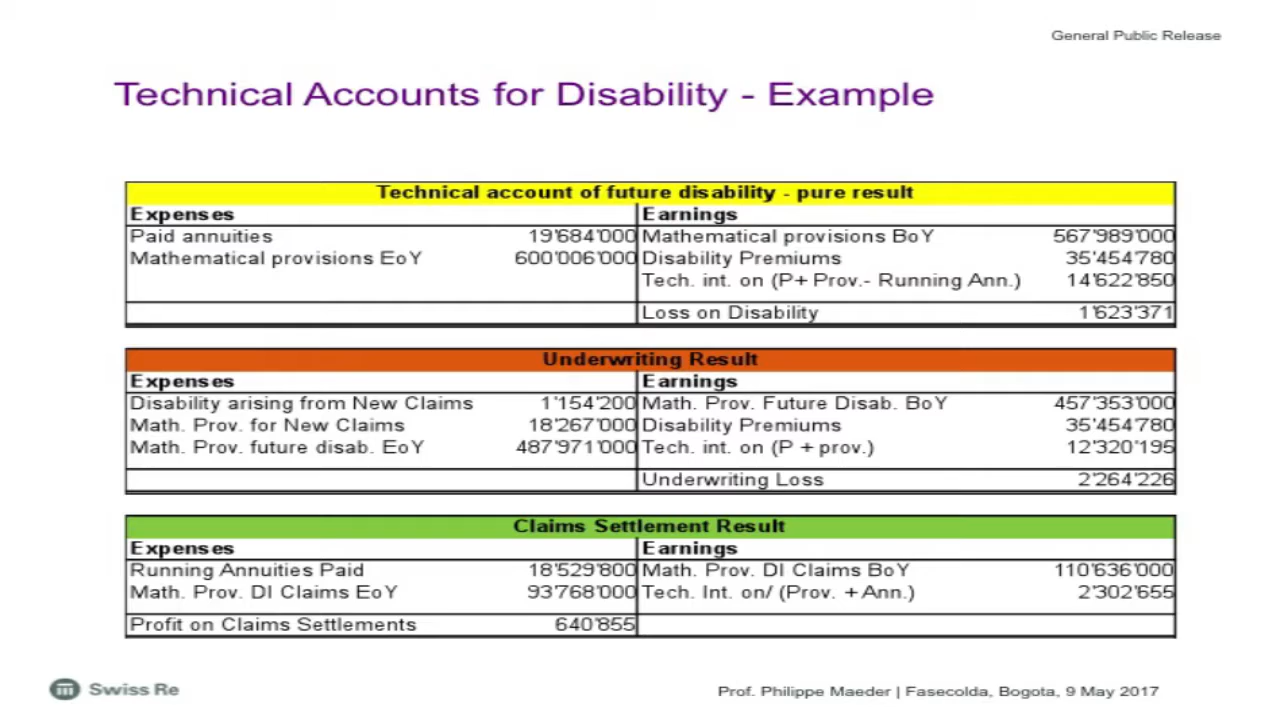 General Public Release
Technical Accounts for Disability - Example
Technical account of future disability - pure result
Expenses Earnings
Paid annuities 19'684'000 Mathematical provisions BoY 567'989'000
Mathematical provisions EoY 600'006'000 Disability Premiums 35'454'780
Tech. int. on (P+ Prov.- Running Ann.) 14'622'850
Loss on Disability 1'623'371
Underwriting Result
Expenses Earnings
Disability arising from New Claims 1'154'200 Math. Prov. Future Disab. BoY 457'353'000
Math. Prov. for New Claims 18'267'000 Disability Premiums 35'454'780
Math. Prov. future disab. EoY 487'971'000 Tech. int. on (P + prov.) 12'320'195
Underwriting Loss 2'264'226
Claims Settlement Result
Expenses Earnings
Running Annuities Paid 18'529'800 Math. Prov. DI Claims BoY 110'636'000
Math. Prov. DI Claims EoY 93'768'000 Tech. Int. on/ (Prov. + Ann.) 2'302'655
Profit on Claims Settlements 640'855
Swiss Re
Prof. Philippe Maeder | Fasecolda, Bogota, 9 May 2017